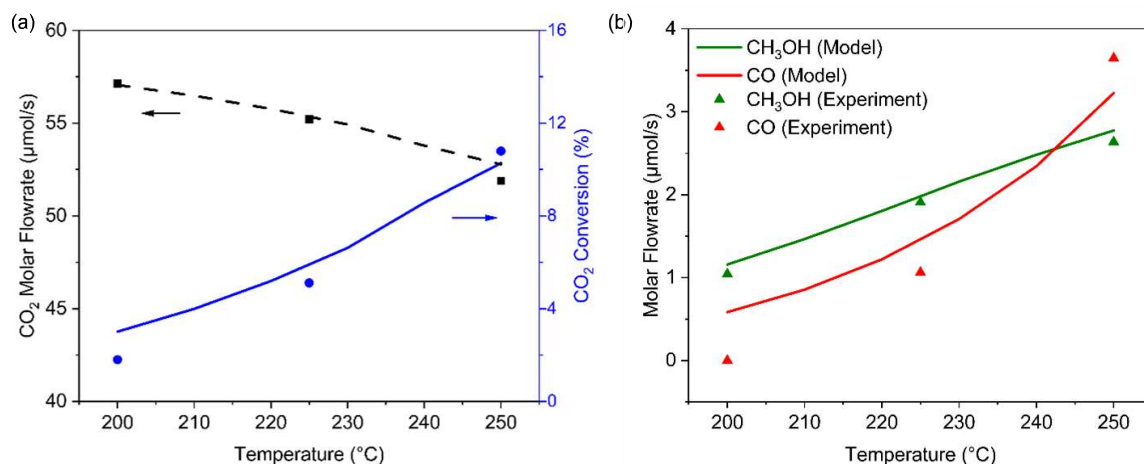 (a)
60
55
50
45
40
CO₂ Molar Flowrate (µmol/s)
16
12
8
4
0
CO₂ Conversion (%)
200 210 220 230 240 250
Temperature (°C)
(b)
4
3
2
1
0
Molar Flowrate (µmol/s)
CH₃OH (Model)
CO (Model)
CH₃OH (Experiment)
CO (Experiment)
200 210 220 230 240 250
Temperature (°C)